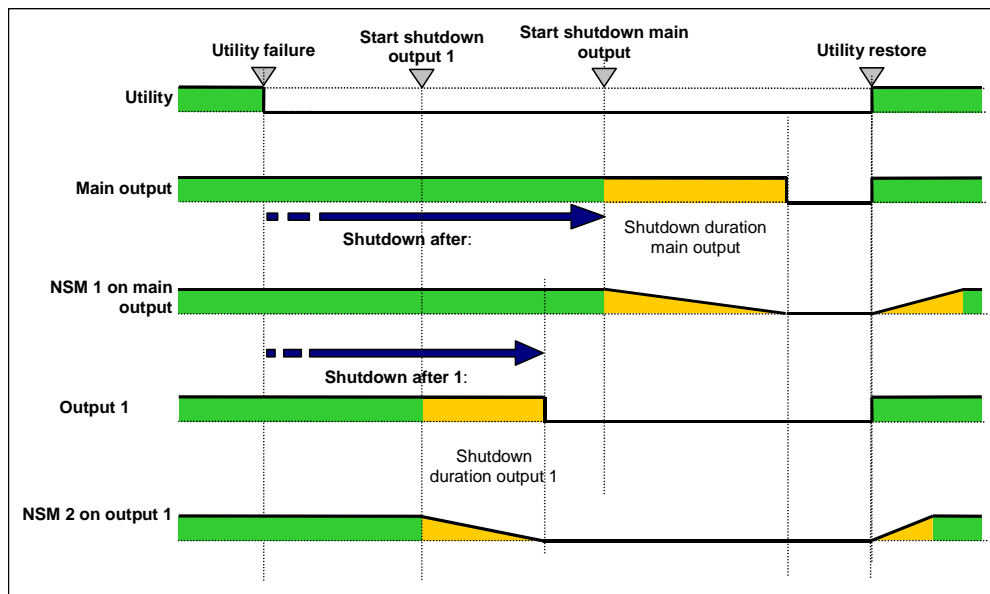 Utility failure
Start shutdown
output 1
Start shutdown main
output
Utility restore
Utility
Main output
Shutdown after:
Shutdown duration
main output
NSM 1 on main
output
Shutdown after 1:
Output 1
Shutdown
duration output 1
NSM 2 on output 1